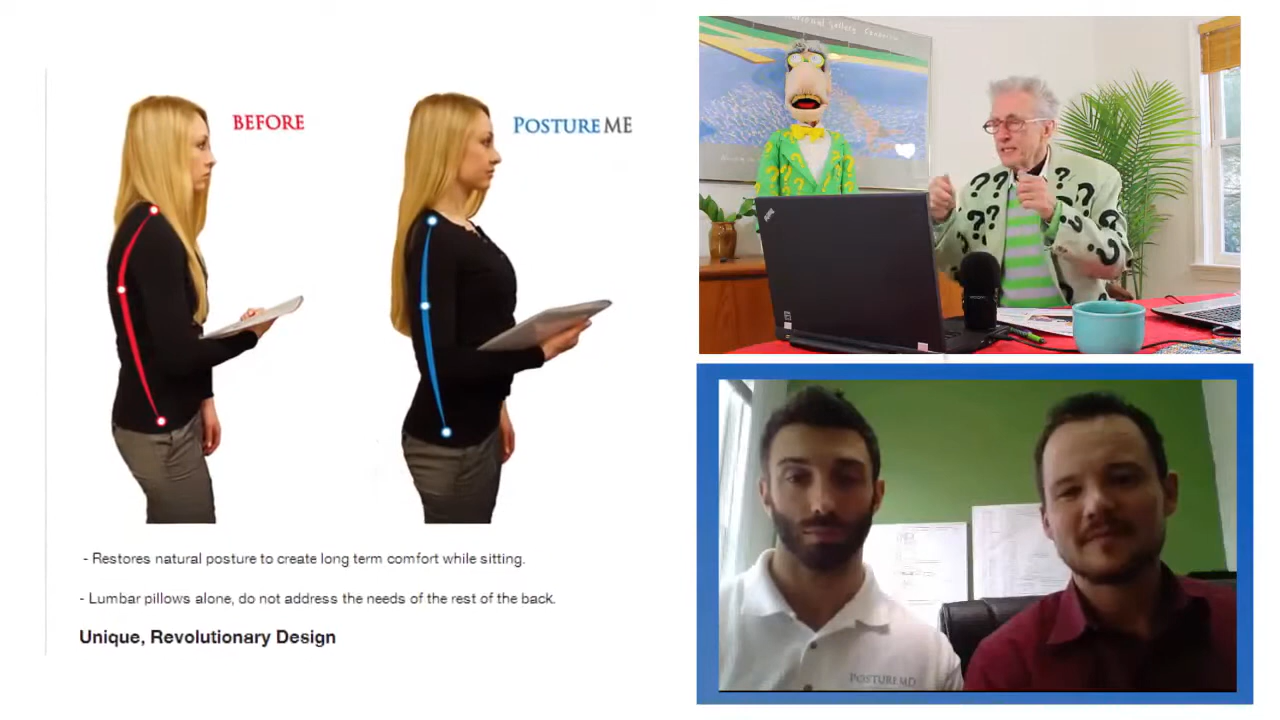 BEFORE
POSTURE ME
- Restores natural posture to create long term comfort while sitting.
- Lumbar pillows alone, do not address the needs of the rest of the back.
Unique, Revolutionary Design
POSTURE MD